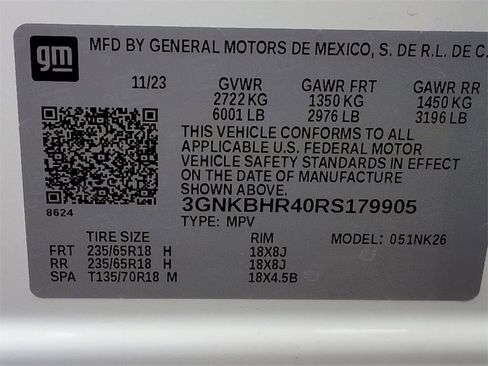 gm MFD BY GENERAL MOTORS DE MEXICO, S. DE R.L. DE C.
11/23 GVWR GAWR FRT GAWR RR
2722 KG 1350 KG 1450 KG
6001 LB 2976 LB 3196 LB
THIS VEHICLE CONFORMS TO ALL
APPLICABLE U.S. FEDERAL MOTOR
VEHICLE SAFETY STANDARDS IN EFFECT
ON THE DATE OF MANUFACTURE
SHOWN ABOVE.
8624 3GNKBHR40RS179905
TYPE: MPV
TIRE SIZE RIM MODEL: 051NK26
FRT 235/65R18 H 18X8J
RR 235/65R18 H 18X8J
SPA T135/70R18 M 18X4.5B